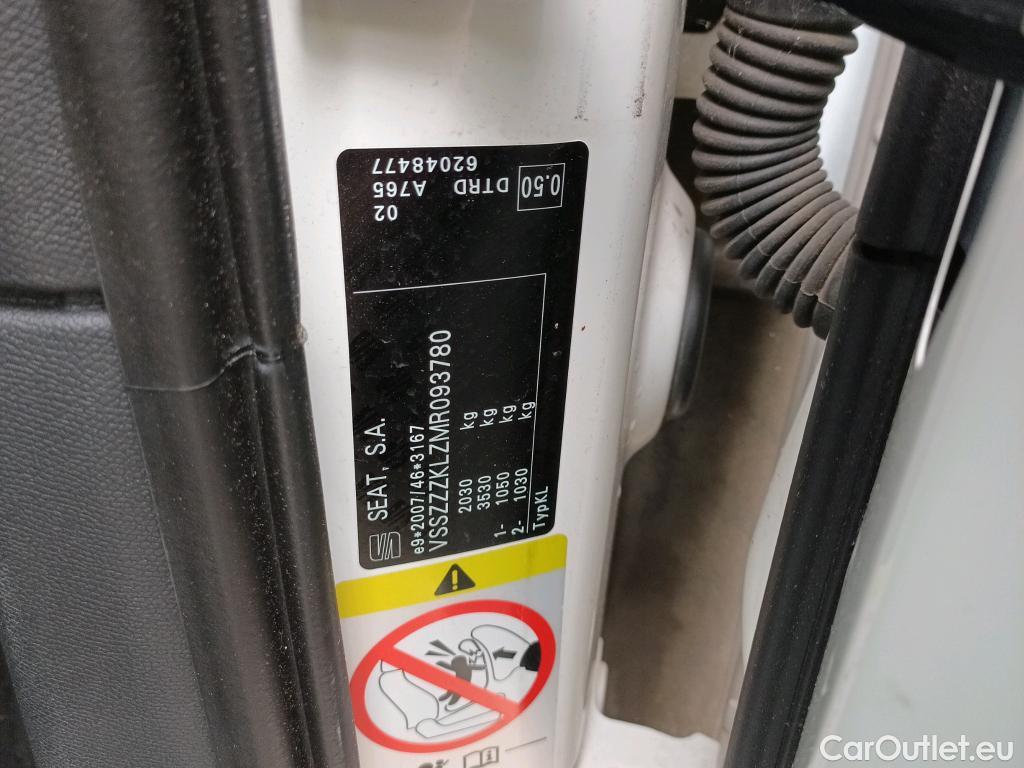 SEAT, S.A.
e9*2007/46*3167
VSSZZZKLZMR093780
2030 kg
3530 kg
1- 1050 kg
2- 1030 kg
TypKL
02
62048477
A765
DTRD
0.50
CarOutlet.eu